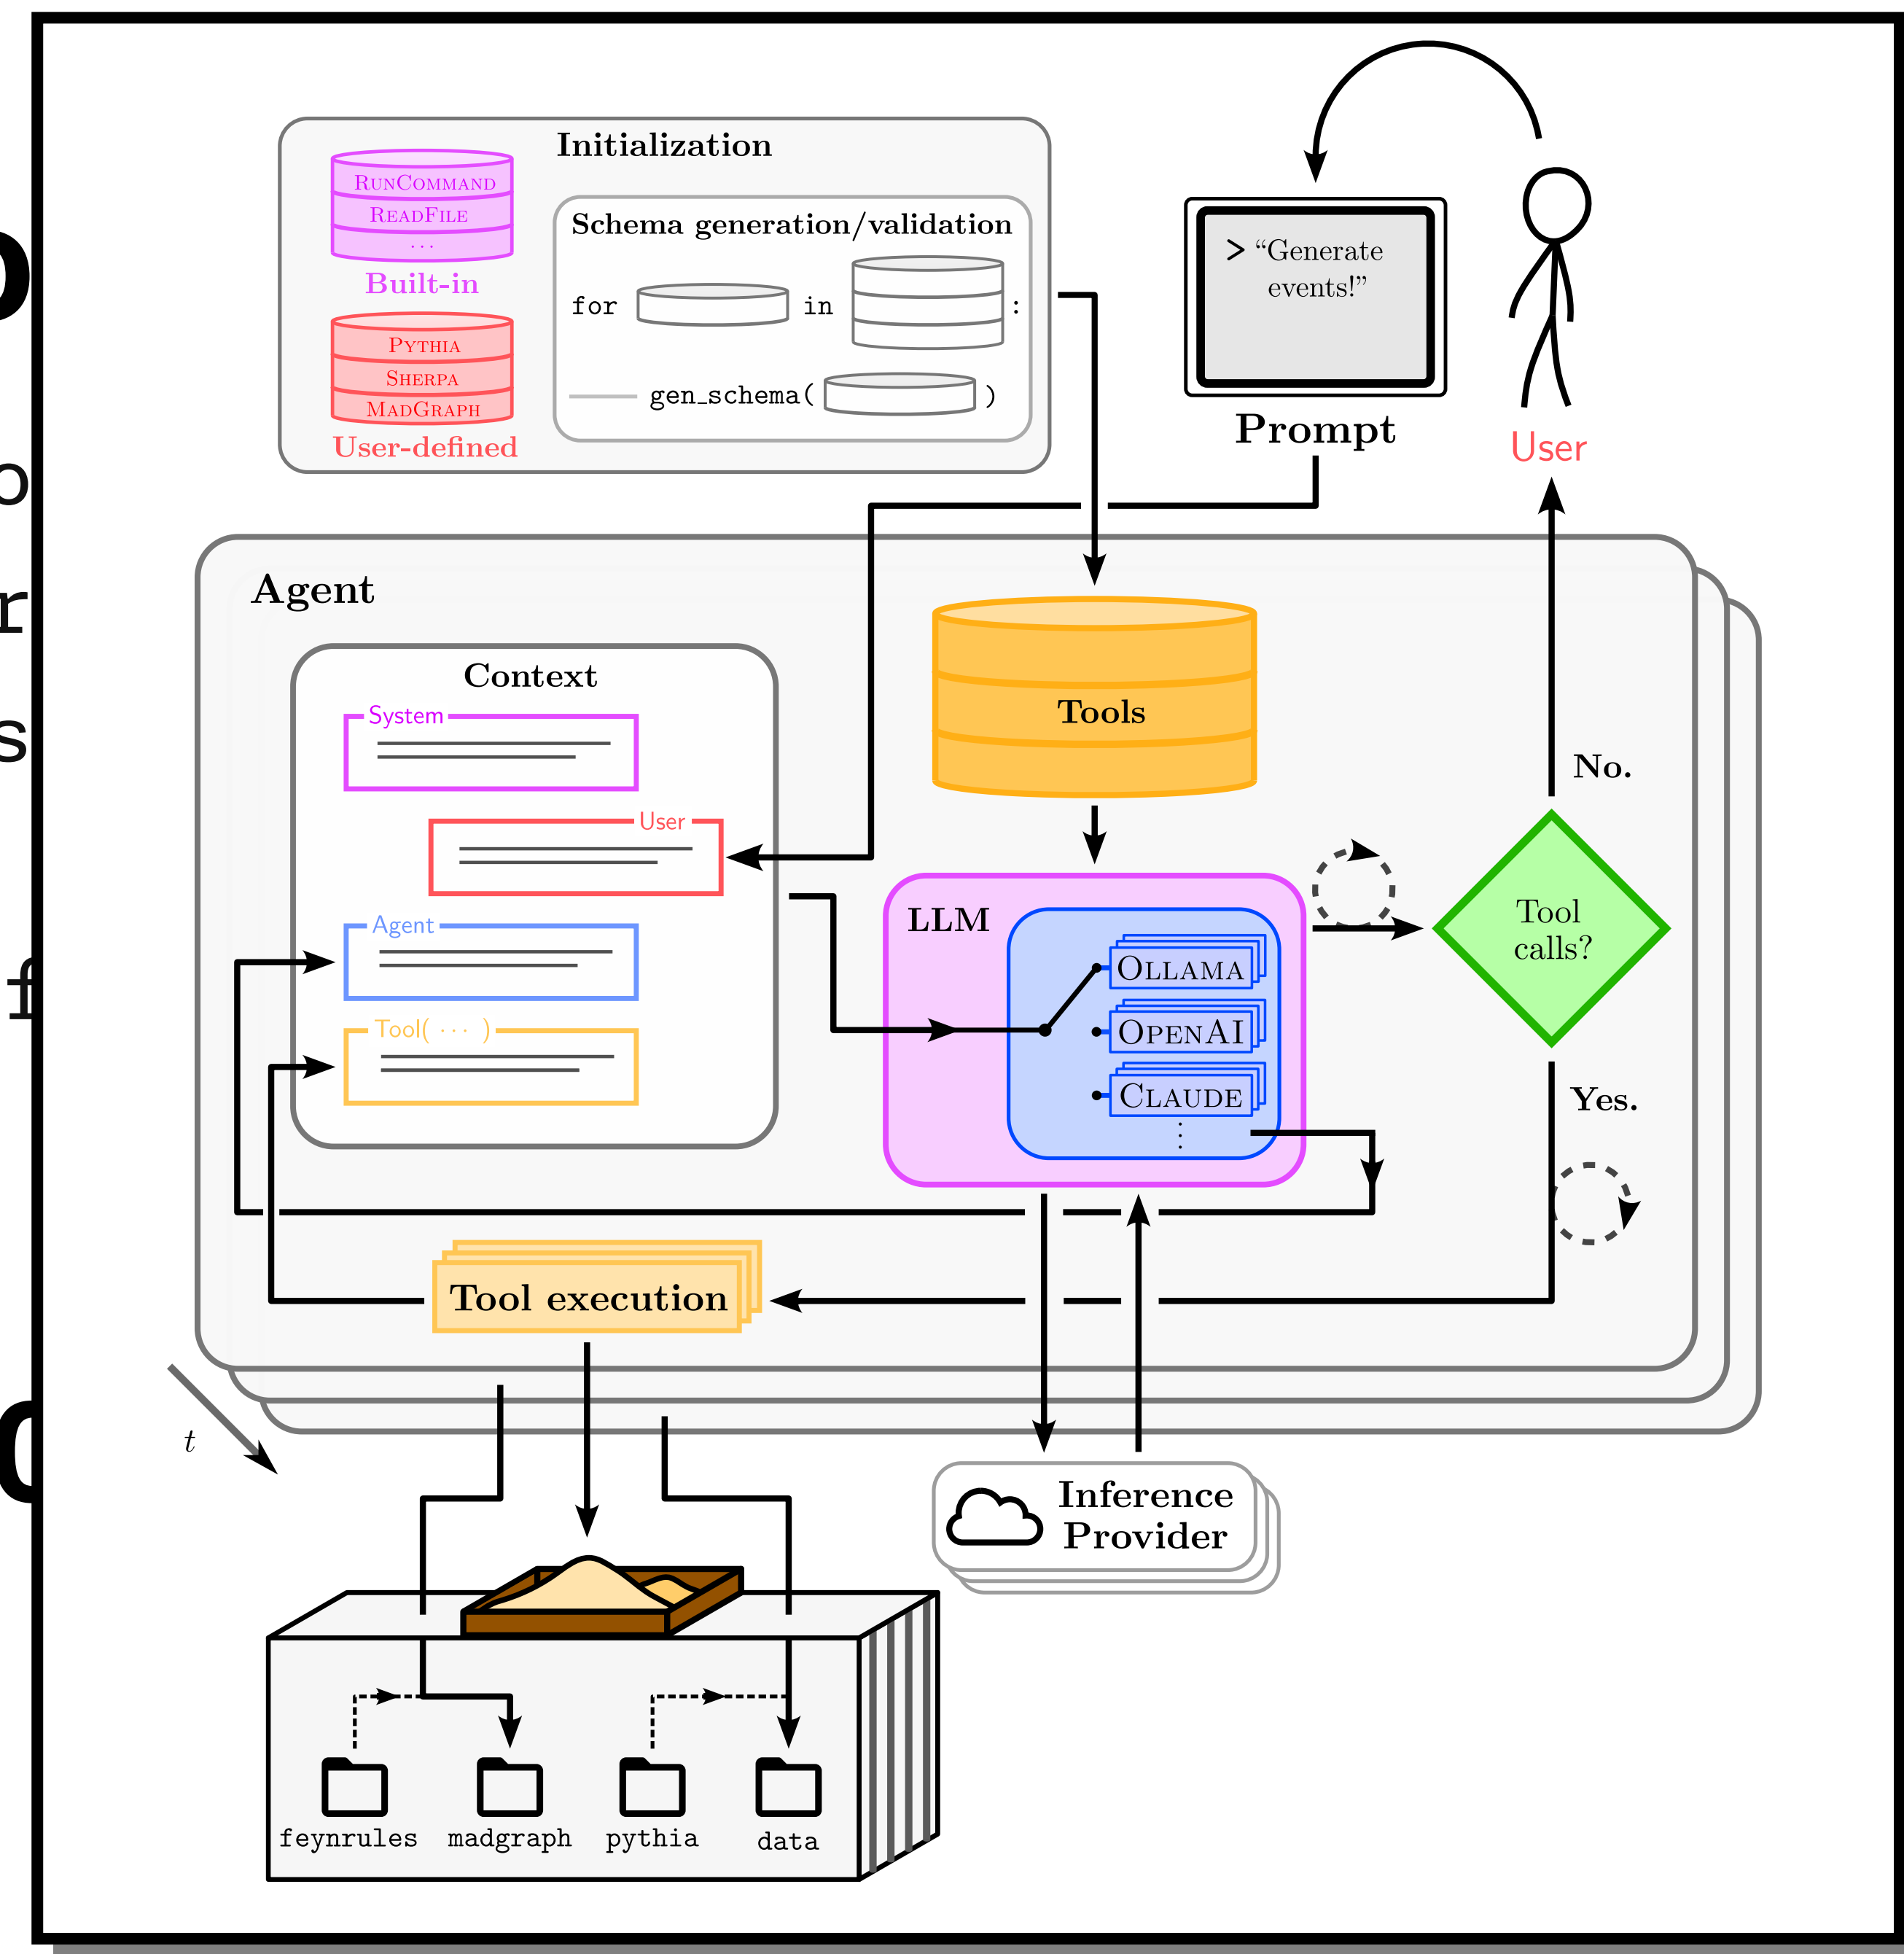 Initialization
RunCommand
ReadFile
...
Built-in
Pythia
Sherpa
MadGraph
User-defined
Schema generation/validation
for in :
gen_schema( )
> “Generate
events!”
Prompt
User
Agent
Context
System
User
Agent
Tool( ... )
Tools
LLM
Ollama
OpenAI
Claude
⋮
Tool
calls?
No.
Yes.
Tool execution
t
Inference
Provider
feynrules
madgraph
pythia
data